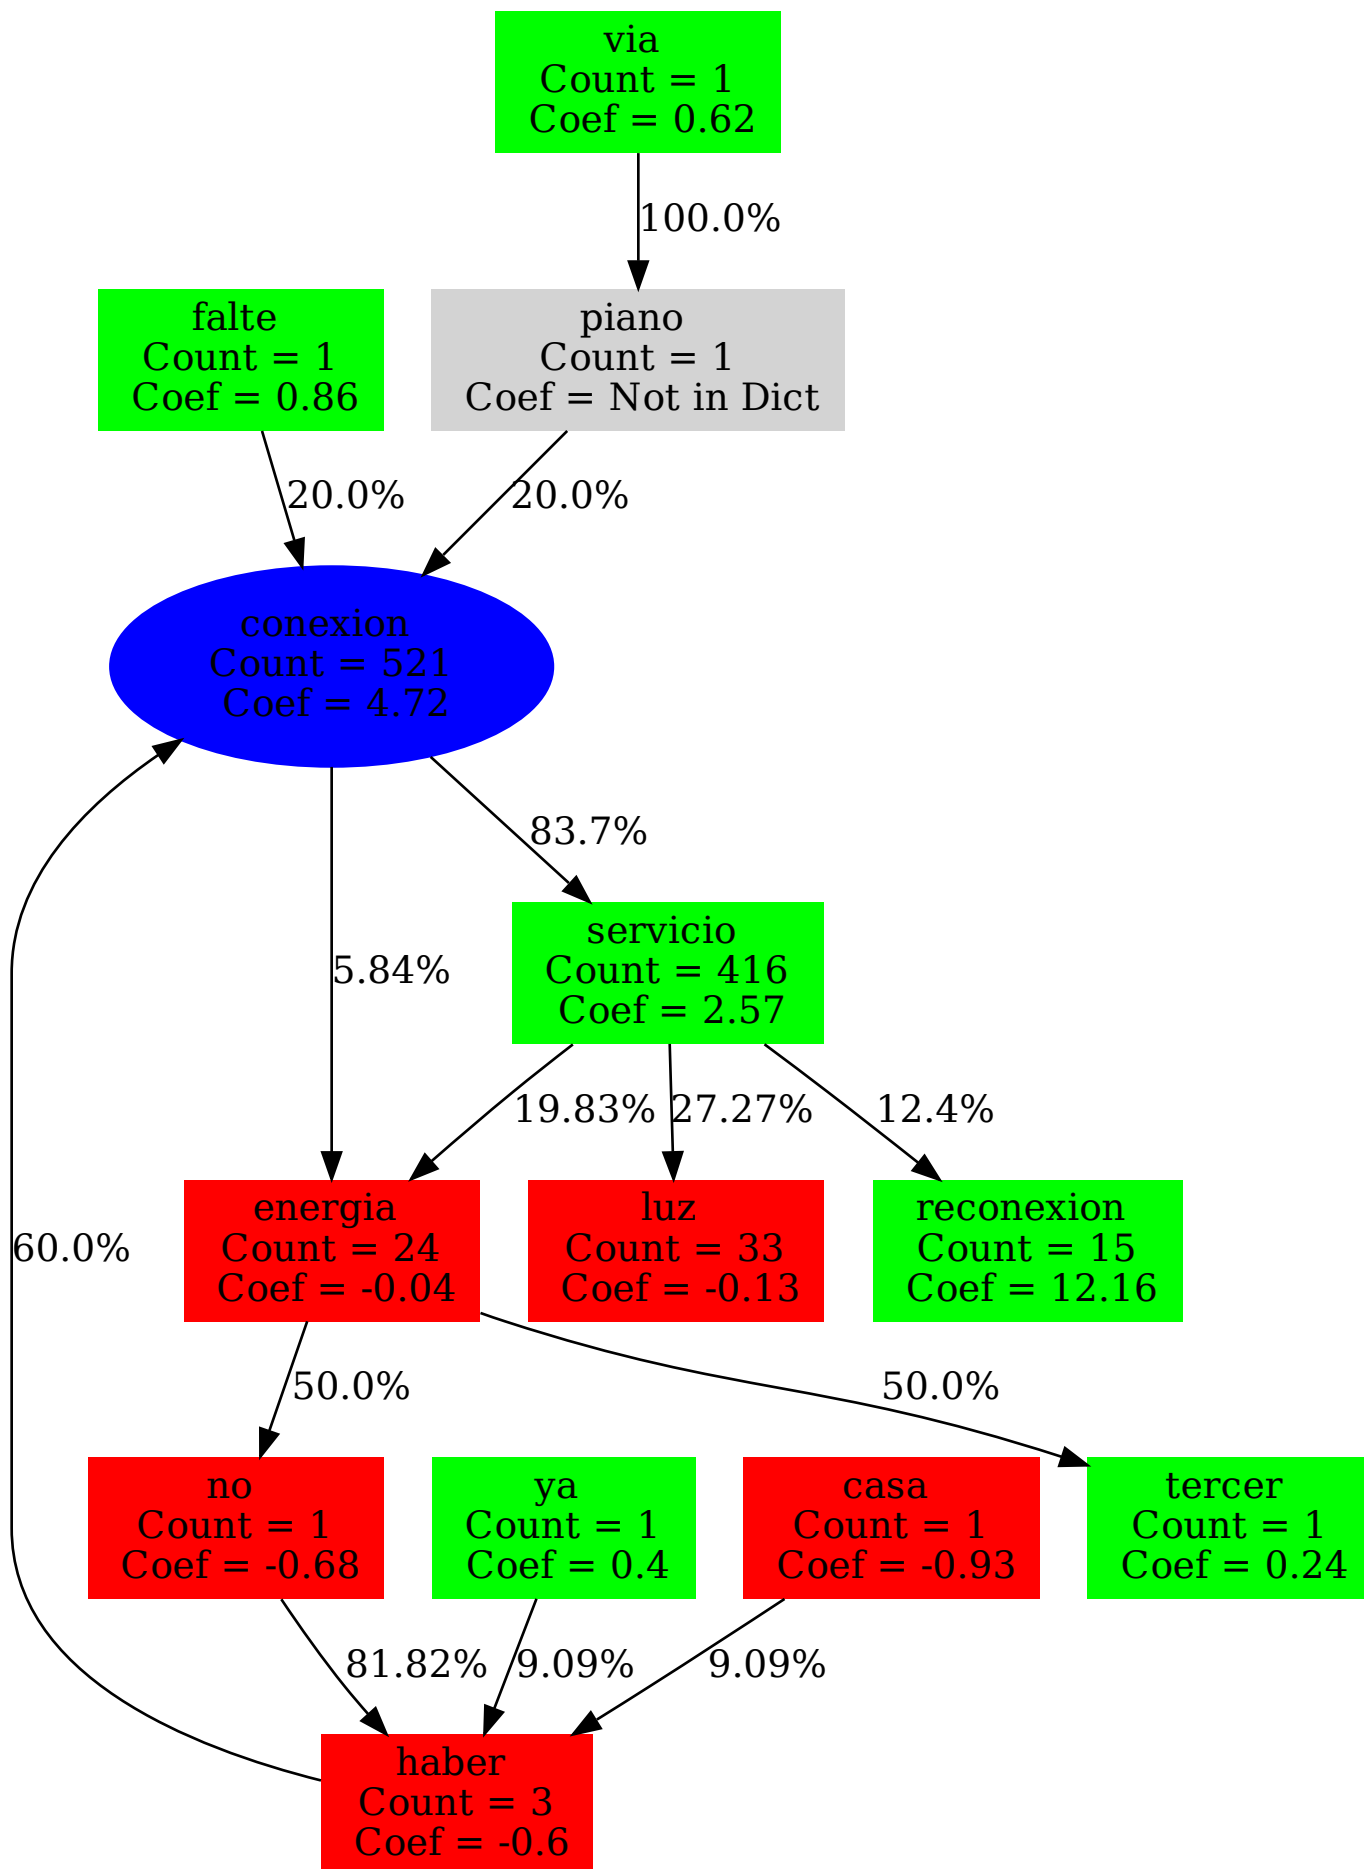 via
Count = 1
Coef = 0.62
100.0%
falte
Count = 1
Coef = 0.86
piano
Count = 1
Coef = Not in Dict
20.0%
20.0%
conexion
Count = 521
Coef = 4.72
83.7%
servicio
Count = 416
Coef = 2.57
5.84%
19.83%
27.27%
12.4%
energia
Count = 24
Coef = -0.04
luz
Count = 33
Coef = -0.13
reconexion
Count = 15
Coef = 12.16
60.0%
50.0%
50.0%
no
Count = 1
Coef = -0.68
ya
Count = 1
Coef = 0.4
casa
Count = 1
Coef = -0.93
tercer
Count = 1
Coef = 0.24
81.82%
9.09%
9.09%
haber
Count = 3
Coef = -0.6